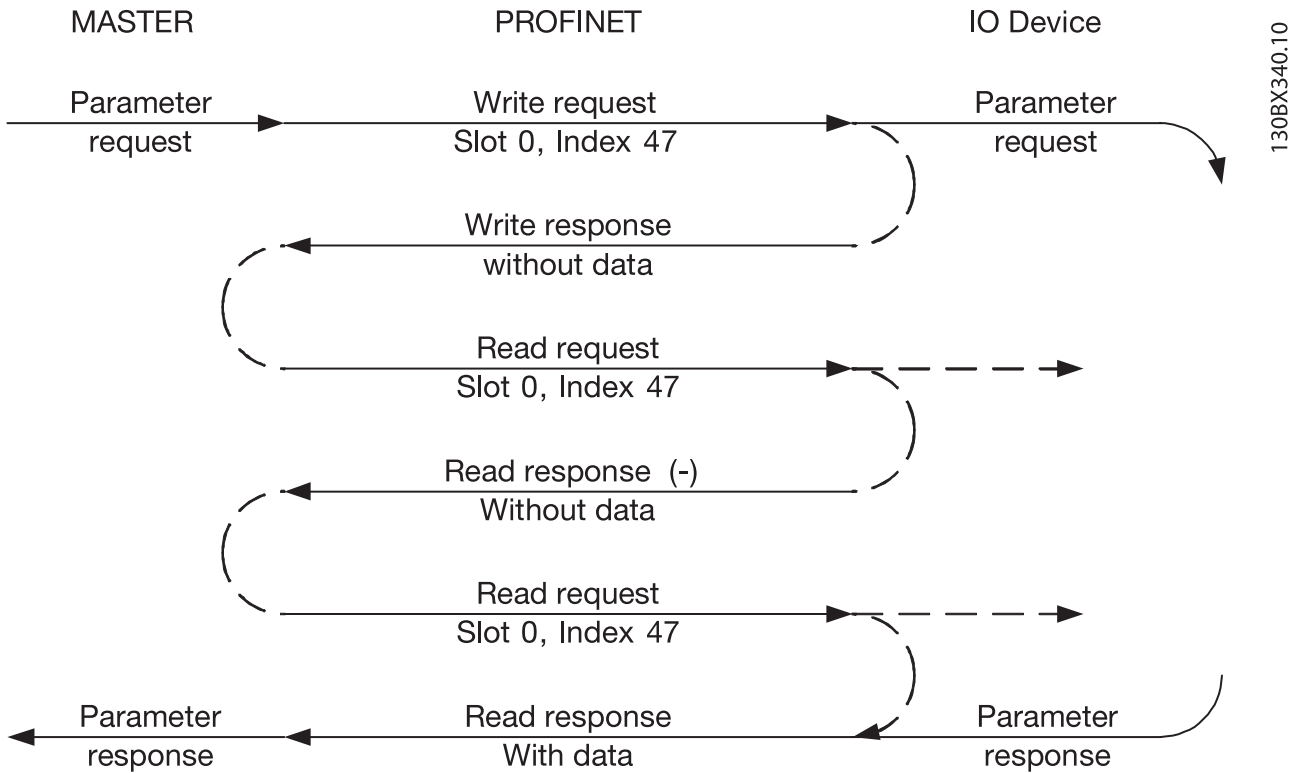 MASTER PROFINET IO Device
130BX340.10
Parameter Write request Parameter
request Slot 0, Index 47 request
Write response
without data
Read request
Slot 0, Index 47
Read response (-)
Without data
Read request
Slot 0, Index 47
Parameter Read response Parameter
response With data response